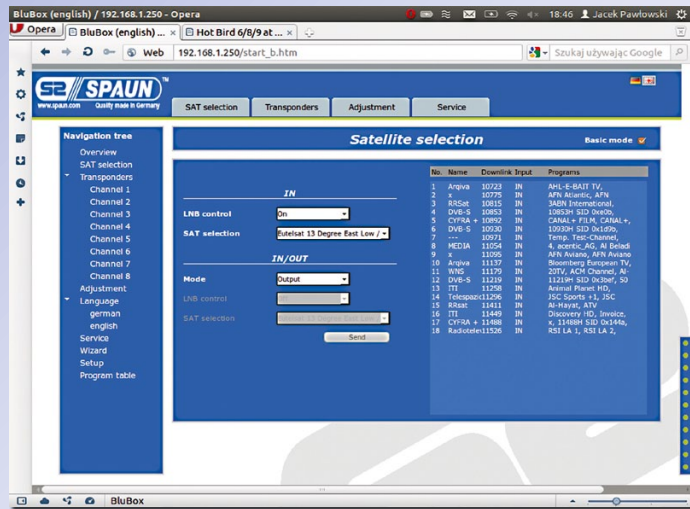 BluBox (english) / 192.168.1.250 - Opera
18:46 Jacek Pawłowski
Opera
BluBox (english) ... ×
Hot Bird 6/8/9 at ... ×
Web
192.168.1.250/start_b.htm
Szukaj używając Google
SPAUN™
www.spaun.com Quality made in Germany
SAT selection
Transponders
Adjustment
Service
Navigation tree
Overview
SAT selection
Transponders
Channel 1
Channel 2
Channel 3
Channel 4
Channel 5
Channel 6
Channel 7
Channel 8
Adjustment
Language
german
english
Service
Wizard
Setup
Program table
Satellite selection
Basic mode
IN
LNB control On
SAT selection Eutelsat 13 Degree East Low /
IN/OUT
Mode Output
LNB control
SAT selection
Send
No. Name Downlink Input Programs
1 Arqiva 10723 IN AHL-E-BAIT TV,
2 x 10775 IN AFN Atlantic, AFN
3 RRSat 10815 IN 3ABN International,
4 DVB-S 10853 IN 10853H SID 0xe0b,
5 CYFRA + 10892 IN CANAL+ FILM, CANAL+,
6 DVB-S 10930 IN 10930H SID 0x1d9b,
7 --- 10971 IN Temp. Test-Channel,
8 MEDIA 11054 IN 4, acentic_AG, Al Beladi
9 x 11095 IN AFN Aviano, AFN Aviano
10 Arqiva 11137 IN Bloomberg European TV,
11 WNS 11179 IN 20TV, ACM Channel, Al-
12 DVB-S 11219 IN 11219H SID 0x3bef, 50
13 ITI 11258 IN Animal Planet HD,
14 Telespazio 11296 IN JSC Sports +1, JSC
15 RRsat 11411 IN Al-Hayat, ATV
16 ITI 11449 IN Discovery HD, Invoice,
17 CYFRA + 11488 IN x, 11488H SID 0x144a,
18 Radiotele 11526 IN RSI LA 1, RSI LA 2,
BluBox